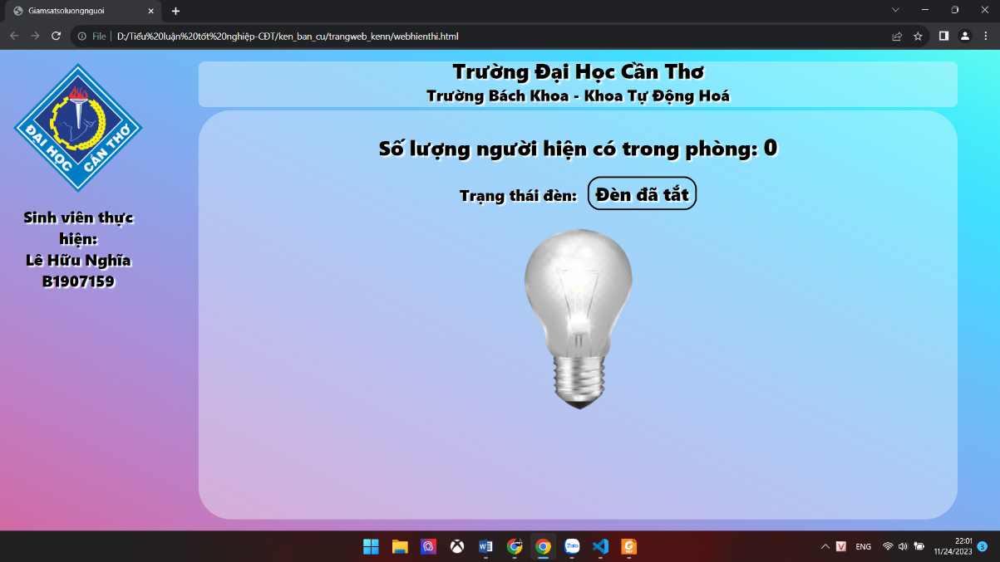 Giamsatsoluongnguoi
File
D:/Tiểu%20luận%20tốt%20nghiệp-CĐT/ken_ban_cu/trangweb_kenn/webhienthi.html
ĐẠI HỌC CẦN THƠ
Sinh viên thực
hiện:
Lê Hữu Nghĩa
B1907159
Trường Đại Học Cần Thơ
Trường Bách Khoa - Khoa Tự Động Hoá
Số lượng người hiện có trong phòng: 0
Trạng thái đèn: Đèn đã tắt
Zalo
V
ENG
22:01
11/24/2023
3